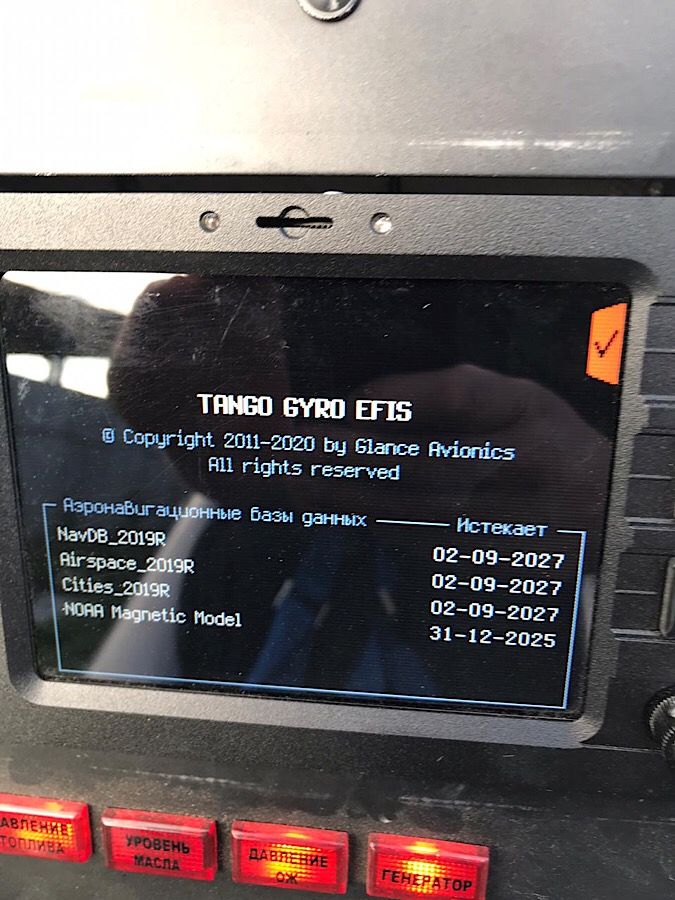 TANGO GYRO EFIS
© Copyright 2011-2020 by Glance Avionics
All rights reserved
Аэронавигационные базы данных Истекает
NavDB_2019R 02-09-2027
Airspace_2019R 02-09-2027
Cities_2019R 02-09-2027
NOAA Magnetic Model 31-12-2025
АВЛЕНИЕ ТОПЛИВА
УРОВЕНЬ МАСЛА
ДАВЛЕНИЕ ОЖ
ГЕНЕРАТОР